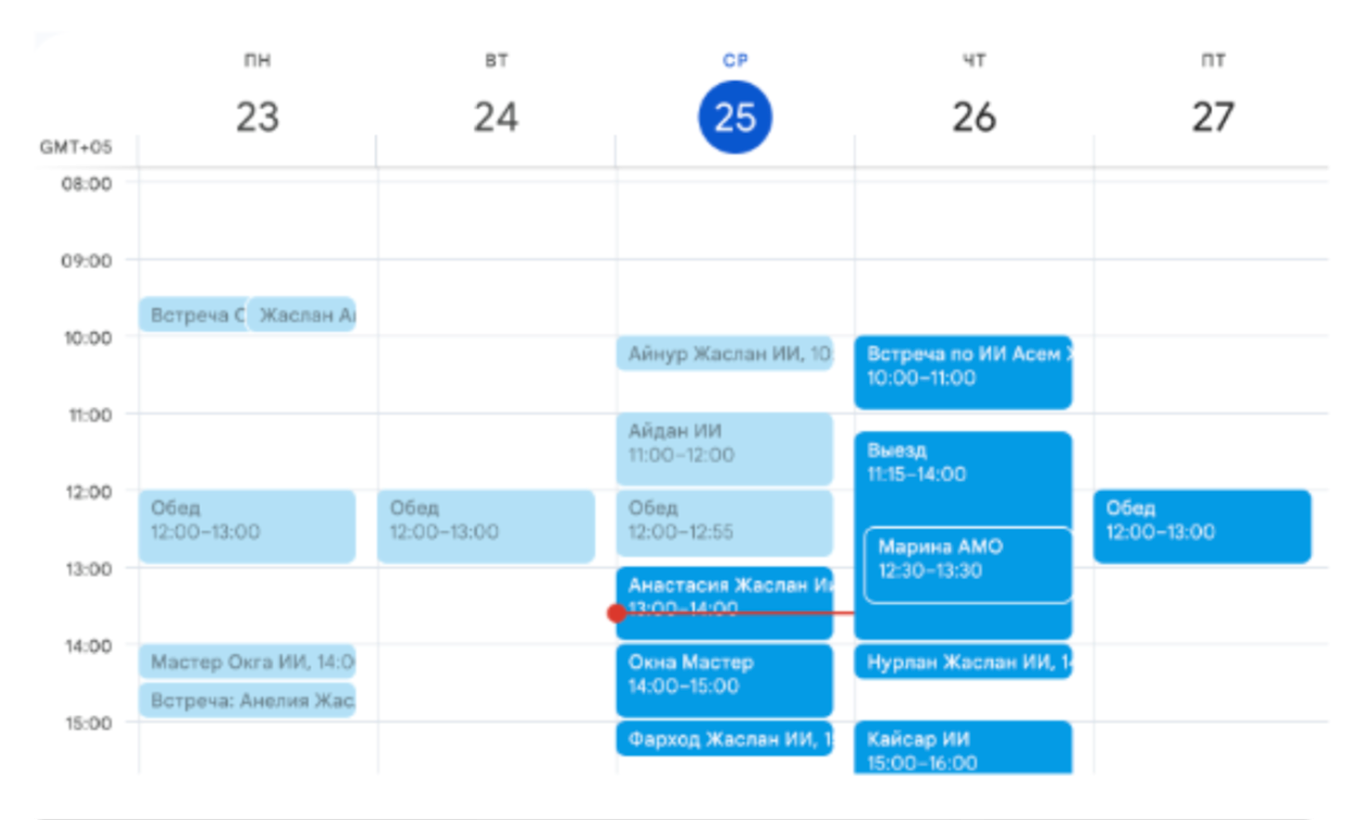 ПН
ВТ
СР
ЧТ
ПТ
23
24
25
26
27
GMT+05
08:00
09:00
10:00
11:00
12:00
13:00
14:00
15:00
Встреча
Жаслан
Обед
12:00–13:00
Мастер Окга ИИ, 14:0
Встреча: Анелия Жас
Обед
12:00–13:00
Айнур Жаслан ИИ, 10:
Айдан ИИ
11:00–12:00
Обед
12:00–12:55
Анастасия Жаслан
13:00–14:00
Окна Мастер
14:00–15:00
Фарход Жаслан ИИ, 1
Встреча по ИИ Асем
10:00–11:00
Выезд
11:15–14:00
Марина АМО
12:30–13:30
Нурлан Жаслан ИИ, 1
Кайсар ИИ
15:00–16:00
Обед
12:00–13:00